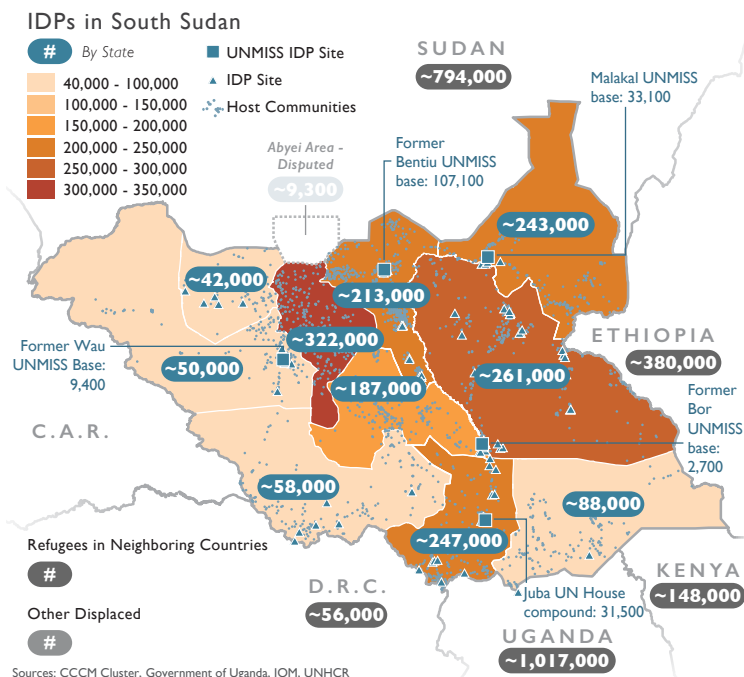 IDPs in South Sudan
# By State
40,000 - 100,000
100,000 - 150,000
150,000 - 200,000
200,000 - 250,000
250,000 - 300,000
300,000 - 350,000
UNMISS IDP Site
IDP Site
Host Communities
SUDAN
~794,000
Malakal UNMISS
base: 33,100
Abyei Area -
Disputed
~9,300
Former
Bentiu UNMISS
base: 107,100
~243,000
~42,000
~213,000
~322,000
ETHIOPIA
~380,000
Former Wau
UNMISS Base:
9,400
~50,000
~187,000
~261,000
Former
Bor
UNMISS
base:
2,700
C.A.R.
~58,000
~88,000
~247,000
Refugees in Neighboring Countries
#
Other Displaced
#
D.R.C.
~56,000
Juba UN House
compound: 31,500
KENYA
~148,000
UGANDA
~1,017,000
Sources: CCCM Cluster, Government of Uganda, IOM, UNHCR